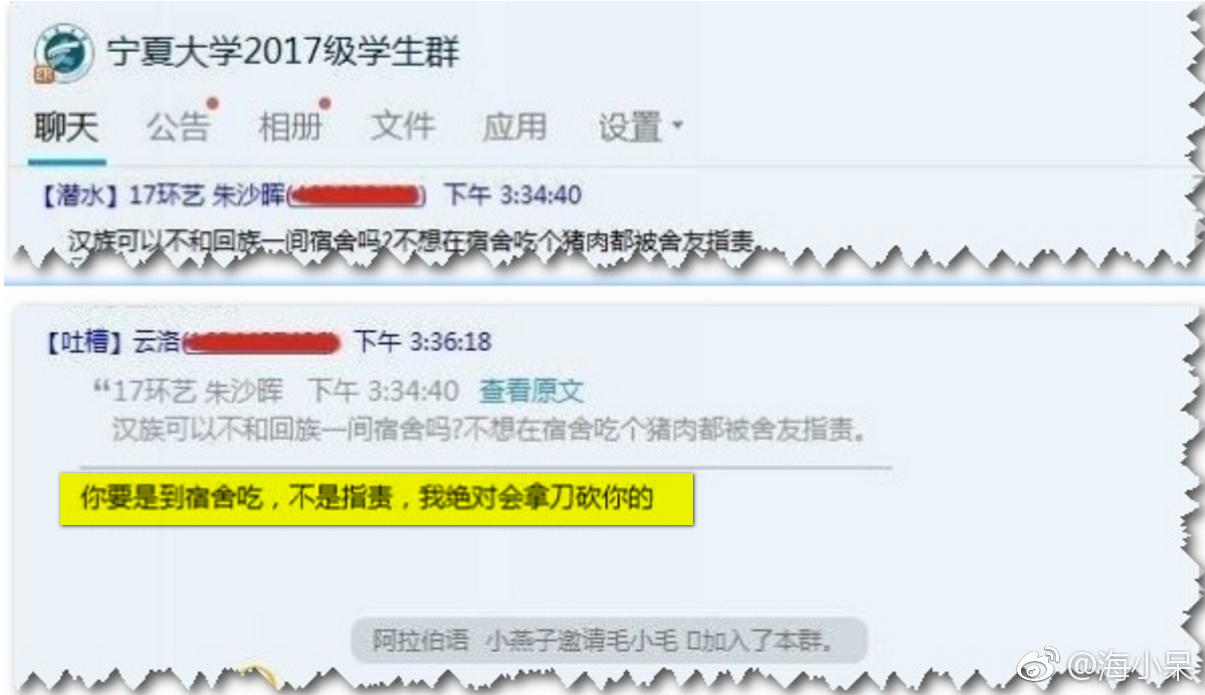 宁夏大学2017级学生群
聊天 公告 相册 文件 应用 设置
【潜水】17环艺 朱沙晖( ) 下午 3:34:40
汉族可以不和回族一间宿舍吗?不想在宿舍吃个猪肉都被舍友指责。
【吐槽】云洛( ) 下午 3:36:18
“17环艺 朱沙晖 下午 3:34:40 查看原文
汉族可以不和回族一间宿舍吗?不想在宿舍吃个猪肉都被舍友指责。
你要是到宿舍吃，不是指责，我绝对会拿刀砍你的
阿拉伯语 小燕子邀请毛小毛 加入了本群。
@海小呆